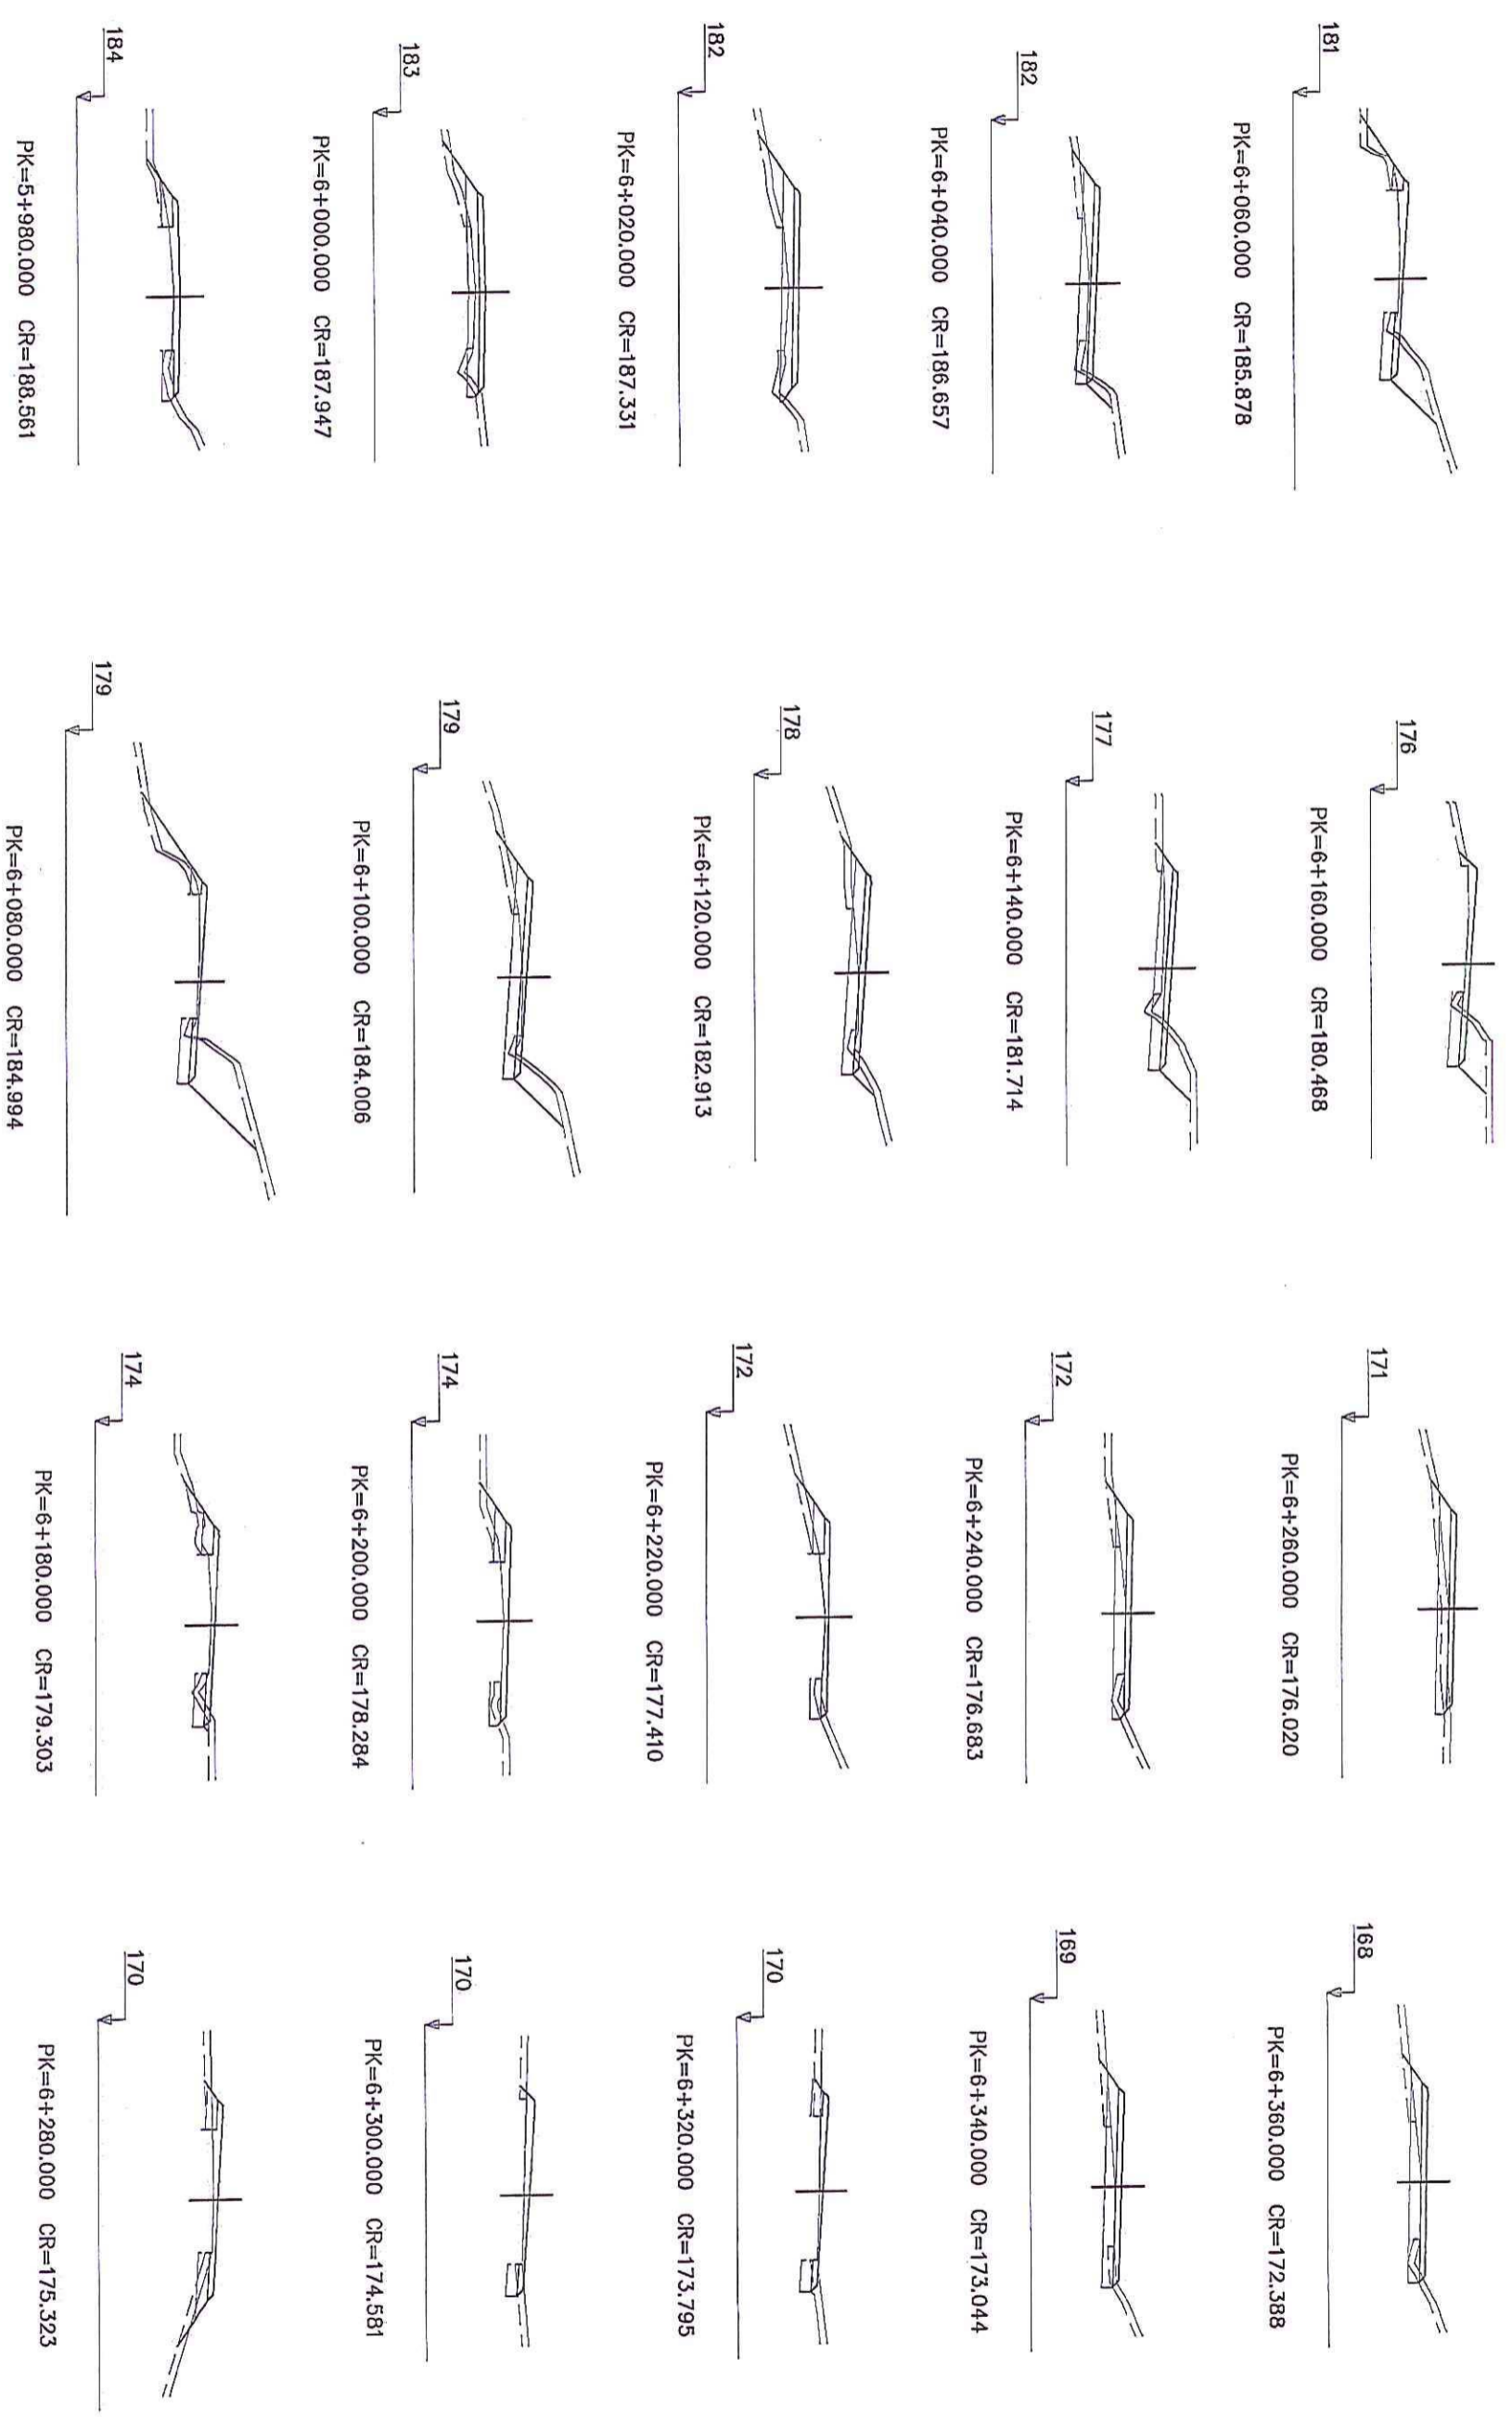 184
PK=5+980.000 CR=188.561
183
PK=6+000.000 CR=187.947
182
PK=6+020.000 CR=187.331
182
PK=6+040.000 CR=186.657
181
PK=6+060.000 CR=185.878
179
PK=6+080.000 CR=184.994
179
PK=6+100.000 CR=184.006
178
PK=6+120.000 CR=182.913
177
PK=6+140.000 CR=181.714
176
PK=6+160.000 CR=180.468
174
PK=6+180.000 CR=179.303
174
PK=6+200.000 CR=178.284
172
PK=6+220.000 CR=177.410
172
PK=6+240.000 CR=176.683
171
PK=6+260.000 CR=176.020
170
PK=6+280.000 CR=175.323
170
PK=6+300.000 CR=174.581
170
PK=6+320.000 CR=173.795
169
PK=6+340.000 CR=173.044
168
PK=6+360.000 CR=172.388